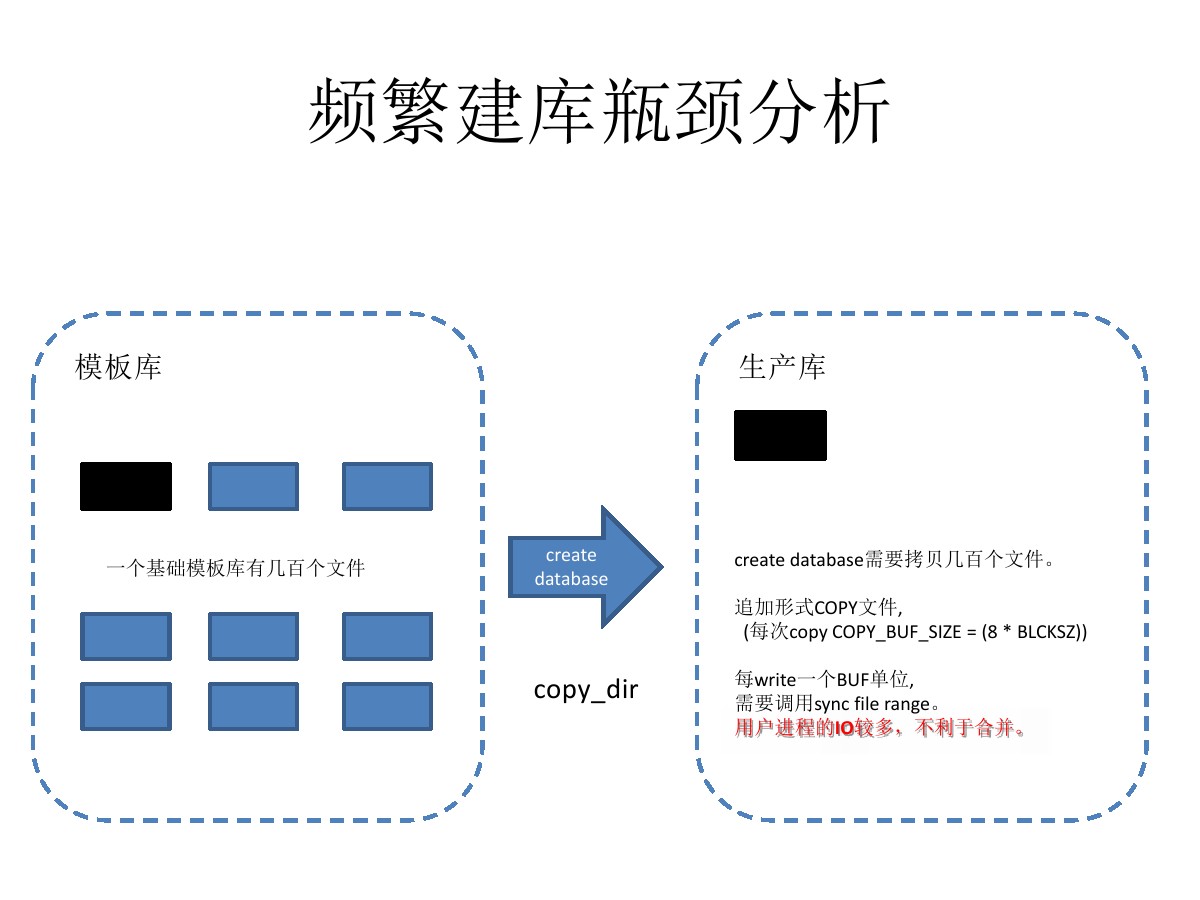 频繁建库瓶颈分析
模板库
一个基础模板库有几百个文件
create
database
copy_dir
生产库
create database需要拷贝几百个文件。
追加形式COPY文件,
(每次copy COPY_BUF_SIZE = (8 * BLCKSZ))
每write一个BUF单位,
需要调用sync file range。
用户进程的IO较多，不利于合并。